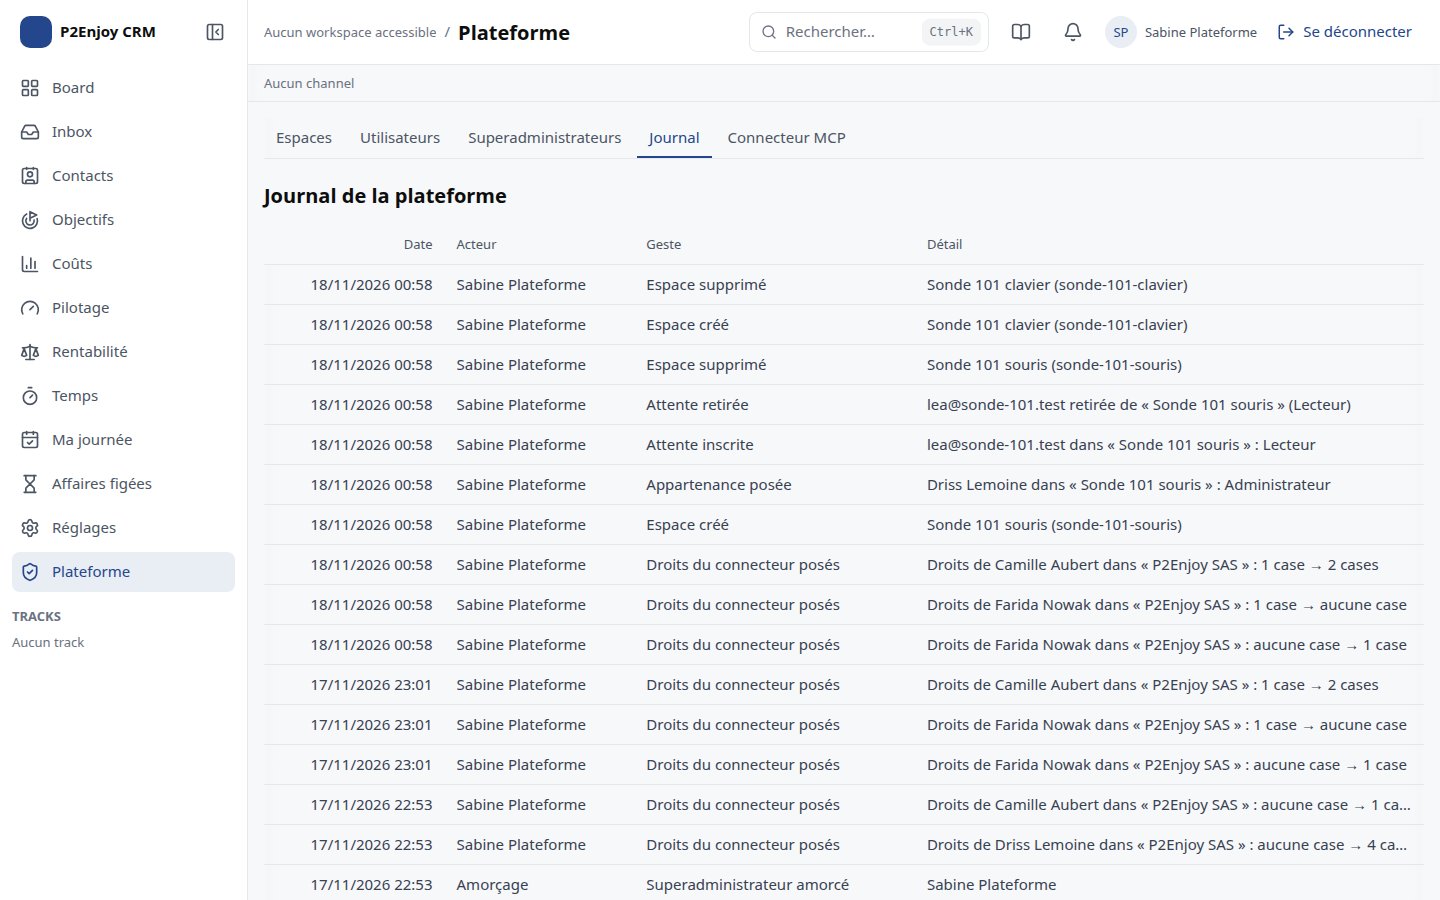 P2Enjoy CRM
Aucun workspace accessible / Plateforme
Rechercher... Ctrl+K
SP Sabine Plateforme Se déconnecter
Board
Inbox
Contacts
Objectifs
Coûts
Pilotage
Rentabilité
Temps
Ma journée
Affaires figées
Réglages
Plateforme
TRACKS
Aucun track
Aucun channel
Espaces Utilisateurs Superadministrateurs Journal Connecteur MCP
Journal de la plateforme
Date Acteur Geste Détail
18/11/2026 00:58 Sabine Plateforme Espace supprimé Sonde 101 clavier (sonde-101-clavier)
18/11/2026 00:58 Sabine Plateforme Espace créé Sonde 101 clavier (sonde-101-clavier)
18/11/2026 00:58 Sabine Plateforme Espace supprimé Sonde 101 souris (sonde-101-souris)
18/11/2026 00:58 Sabine Plateforme Attente retirée lea@sonde-101.test retirée de « Sonde 101 souris » (Lecteur)
18/11/2026 00:58 Sabine Plateforme Attente inscrite lea@sonde-101.test dans « Sonde 101 souris » : Lecteur
18/11/2026 00:58 Sabine Plateforme Appartenance posée Driss Lemoine dans « Sonde 101 souris » : Administrateur
18/11/2026 00:58 Sabine Plateforme Espace créé Sonde 101 souris (sonde-101-souris)
18/11/2026 00:58 Sabine Plateforme Droits du connecteur posés Droits de Camille Aubert dans « P2Enjoy SAS » : 1 case → 2 cases
18/11/2026 00:58 Sabine Plateforme Droits du connecteur posés Droits de Farida Nowak dans « P2Enjoy SAS » : 1 case → aucune case
18/11/2026 00:58 Sabine Plateforme Droits du connecteur posés Droits de Farida Nowak dans « P2Enjoy SAS » : aucune case → 1 case
17/11/2026 23:01 Sabine Plateforme Droits du connecteur posés Droits de Camille Aubert dans « P2Enjoy SAS » : 1 case → 2 cases
17/11/2026 23:01 Sabine Plateforme Droits du connecteur posés Droits de Farida Nowak dans « P2Enjoy SAS » : 1 case → aucune case
17/11/2026 23:01 Sabine Plateforme Droits du connecteur posés Droits de Farida Nowak dans « P2Enjoy SAS » : aucune case → 1 case
17/11/2026 22:53 Sabine Plateforme Droits du connecteur posés Droits de Camille Aubert dans « P2Enjoy SAS » : aucune case → 1 ca...
17/11/2026 22:53 Sabine Plateforme Droits du connecteur posés Droits de Driss Lemoine dans « P2Enjoy SAS » : aucune case → 4 ca...
17/11/2026 22:53 Amorçage Superadministrateur amorcé Sabine Plateforme